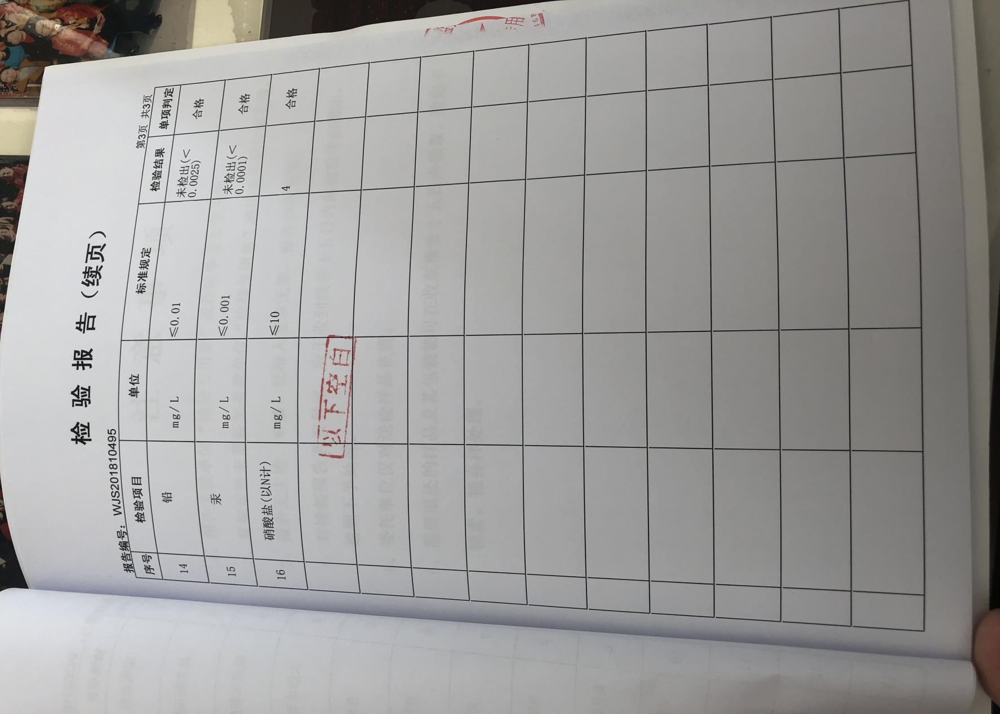 检验报告（续页）
报告编号：WJS201810495 第3页 共3页
序号 检验项目 单位 标准规定 检验结果 单项判定
14 铅 mg/L ≤0.01 未检出(<
0.0025) 合格
15 汞 mg/L ≤0.001 未检出(<
0.0001) 合格
16 硝酸盐(以N计) mg/L ≤10 4 合格
以下空白